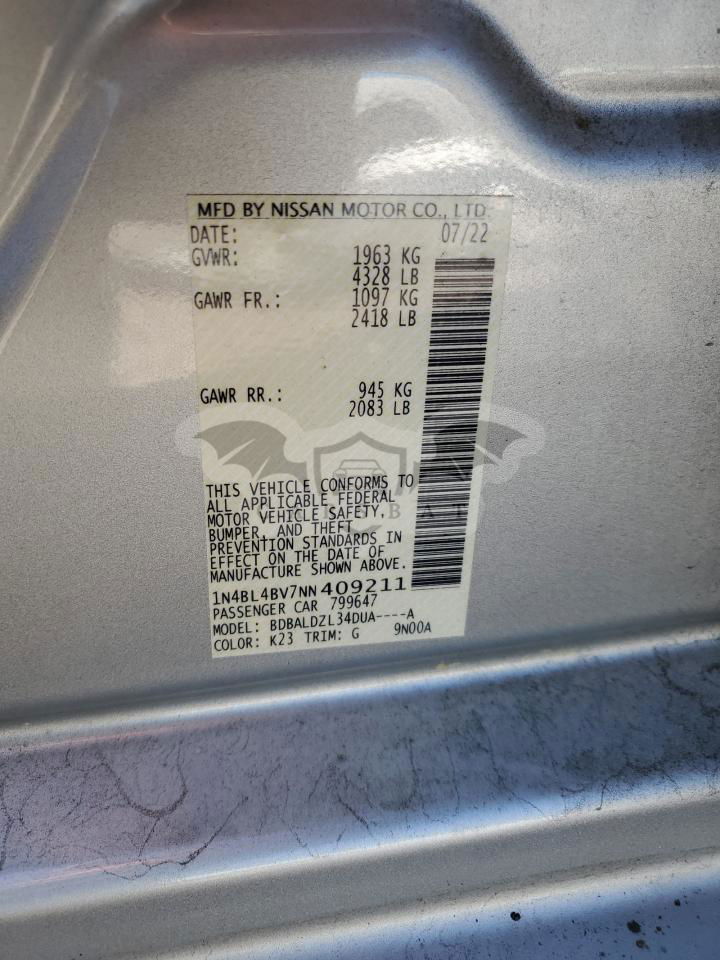 MFD BY NISSAN MOTOR CO., LTD.
DATE: 07/22
GVWR: 1963 KG
4328 LB
GAWR FR.: 1097 KG
2418 LB
GAWR RR.: 945 KG
2083 LB
THIS VEHICLE CONFORMS TO
ALL APPLICABLE FEDERAL
MOTOR VEHICLE SAFETY,
BUMPER, AND THEFT
PREVENTION STANDARDS IN
EFFECT ON THE DATE OF
MANUFACTURE SHOWN ABOVE.
1N4BL4BV7NN409211
PASSENGER CAR 799647
MODEL: BDBALDZL34DUA----A
COLOR: K23 TRIM: G 9N00A